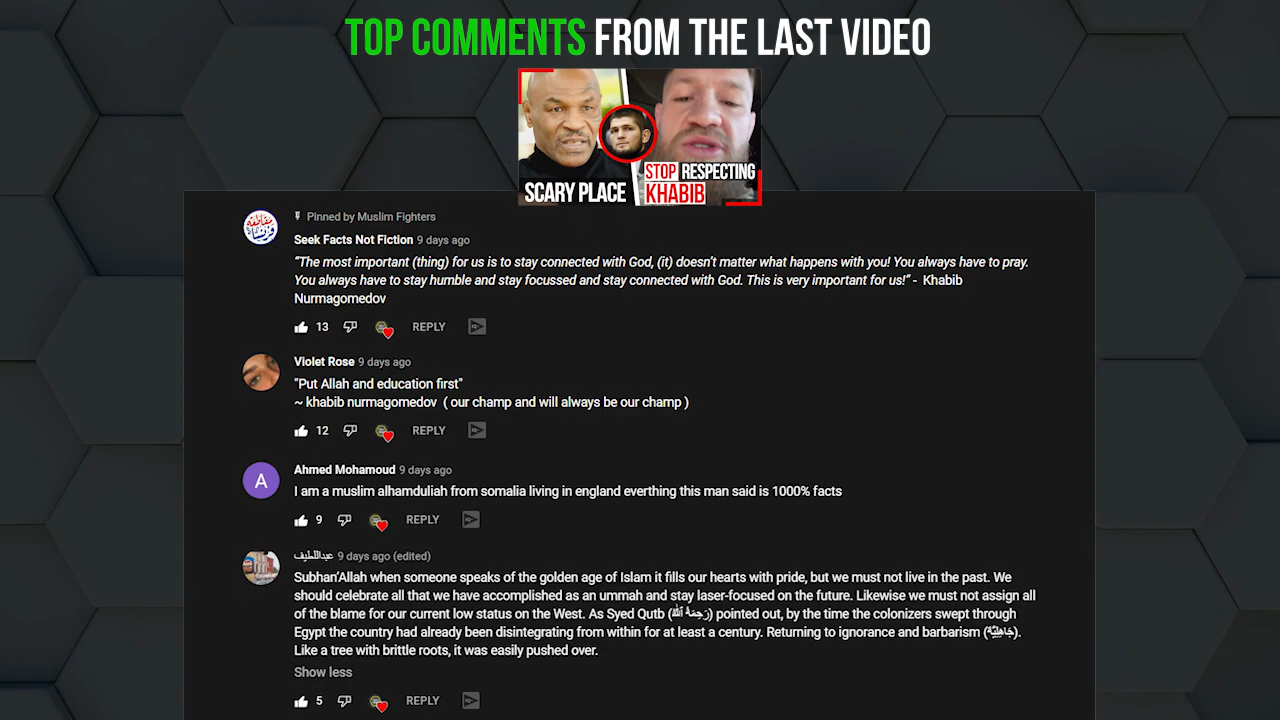 TOP COMMENTS FROM THE LAST VIDEO
SCARY PLACE
STOP RESPECTING
KHABIB
مقاطعة
فرنسا
Pinned by Muslim Fighters
Seek Facts Not Fiction 9 days ago
“The most important (thing) for us is to stay connected with God, (it) doesn’t matter what happens with you! You always have to pray.
You always have to stay humble and stay focussed and stay connected with God. This is very important for us!” - Khabib
Nurmagomedov
13 REPLY
Violet Rose 9 days ago
"Put Allah and education first"
~ khabib nurmagomedov ( our champ and will always be our champ )
12 REPLY
A
Ahmed Mohamoud 9 days ago
I am a muslim alhamduliah from somalia living in england everthing this man said is 1000% facts
9 REPLY
عبداللطيف 9 days ago (edited)
Subhan’Allah when someone speaks of the golden age of Islam it fills our hearts with pride, but we must not live in the past. We
should celebrate all that we have accomplished as an ummah and stay laser-focused on the future. Likewise we must not assign all
of the blame for our current low status on the West. As Syed Qutb (رَحِمَهُ ٱللَّٰهُ) pointed out, by the time the colonizers swept through
Egypt the country had already been disintegrating from within for at least a century. Returning to ignorance and barbarism (جَاهِلِيَّة).
Like a tree with brittle roots, it was easily pushed over.
Show less
5 REPLY